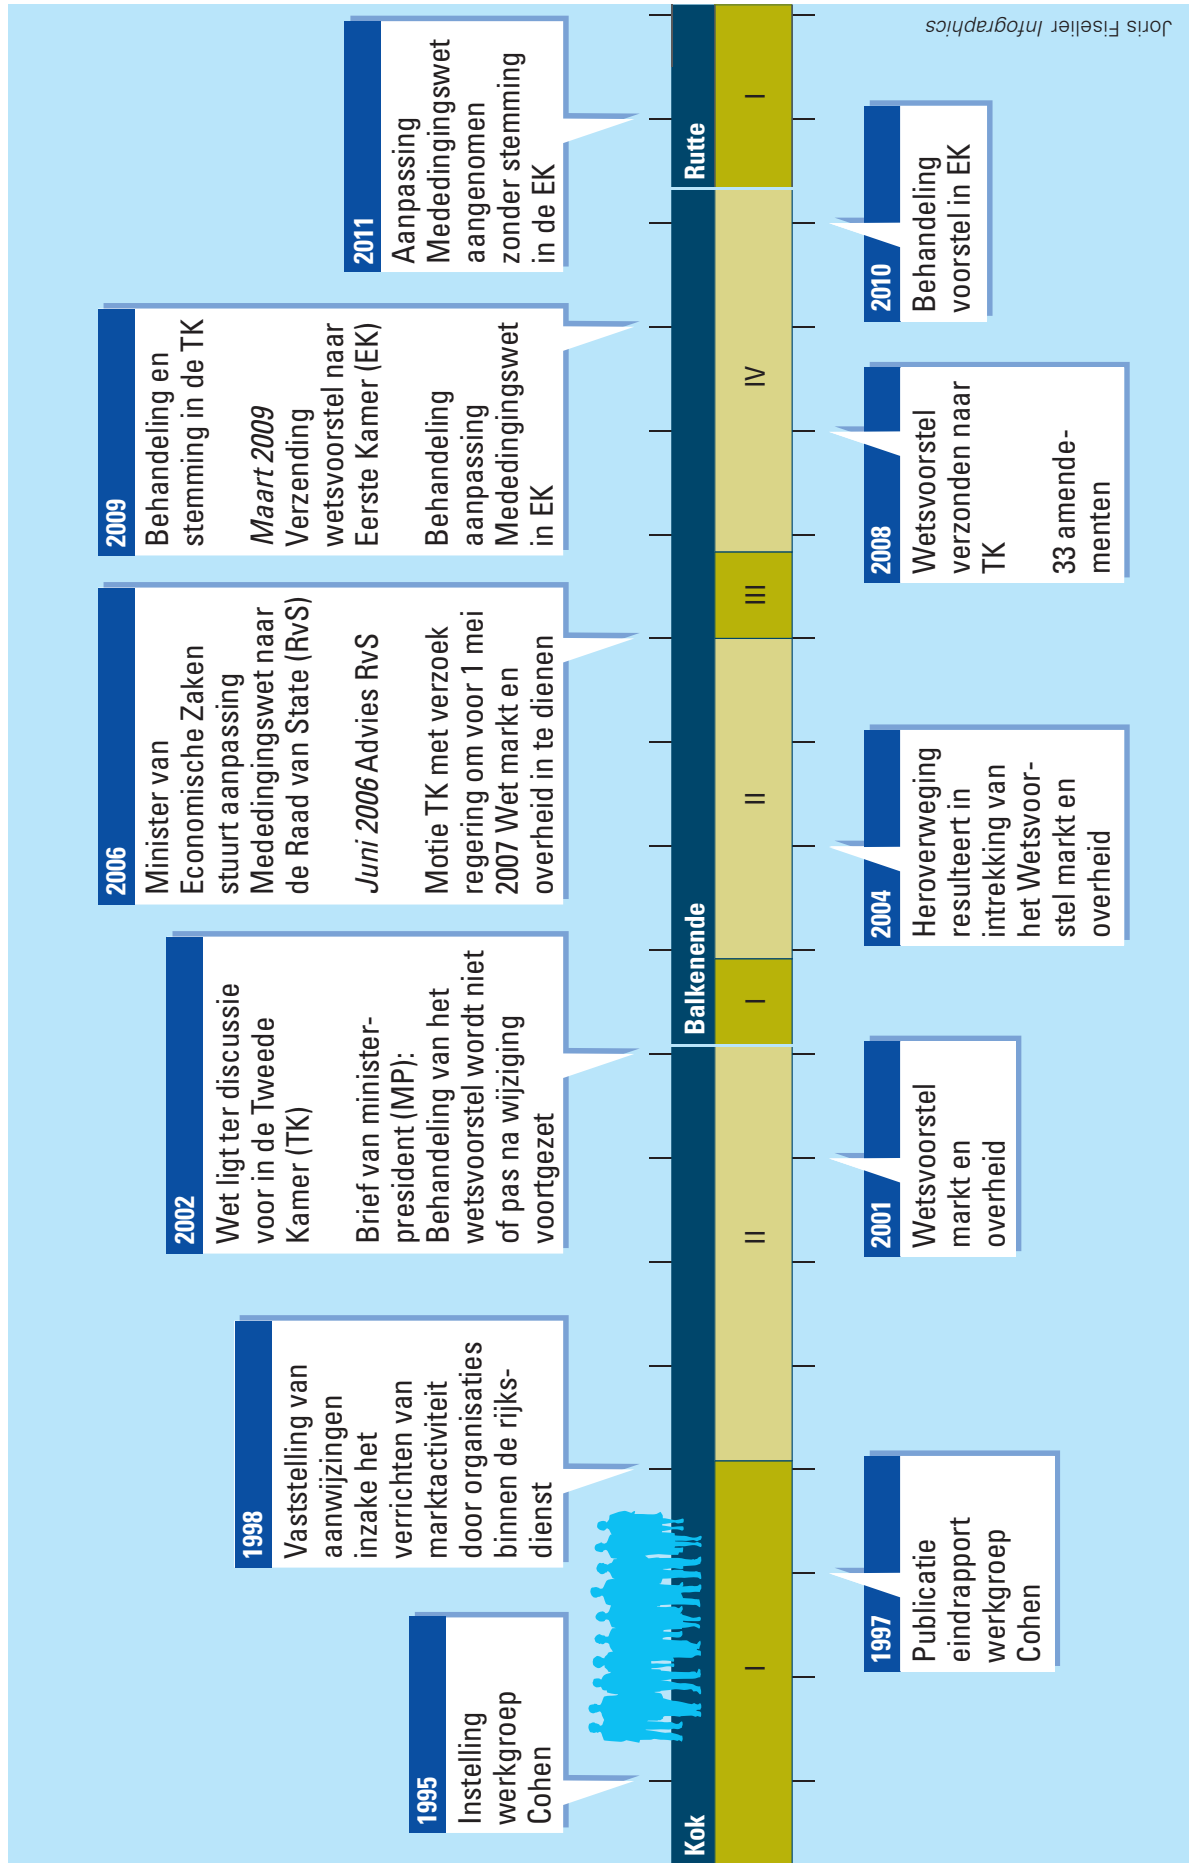 1995
Instelling
werkgroep
Cohen
1998
Vaststelling van
aanwijzingen
inzake het
verrichten van
marktactiviteit
door organisaties
binnen de rijks-
dienst
2002
Wet ligt ter discussie
voor in de Tweede
Kamer (TK)
Brief van minister-
president (MP):
Behandeling van het
wetsvoorstel wordt niet
of pas na wijziging
voortgezet
2006
Minister van
Economische Zaken
stuurt aanpassing
Mededingingswet naar
de Raad van State (RvS)
Juni 2006 Advies RvS
Motie TK met verzoek
regering om voor 1 mei
2007 Wet markt en
overheid in te dienen
2009
Behandeling en
stemming in de TK
Maart 2009
Verzending
wetsvoorstel naar
Eerste Kamer (EK)
Behandeling
aanpassing
Mededingingswet
in EK
2011
Aanpassing
Mededingingswet
aangenomen
zonder stemming
in de EK
Kok
Balkenende
Rutte
I
II
I
II
III
IV
I
1997
Publicatie
eindrapport
werkgroep
Cohen
2001
Wetsvoorstel
markt en
overheid
2004
Heroverweging
resulteert in
intrekking van
het Wetsvoor-
stel markt en
overheid
2008
Wetsvoorstel
verzonden naar
TK
33 amende-
menten
2010
Behandeling
voorstel in EK
Joris Fiselier Infographics